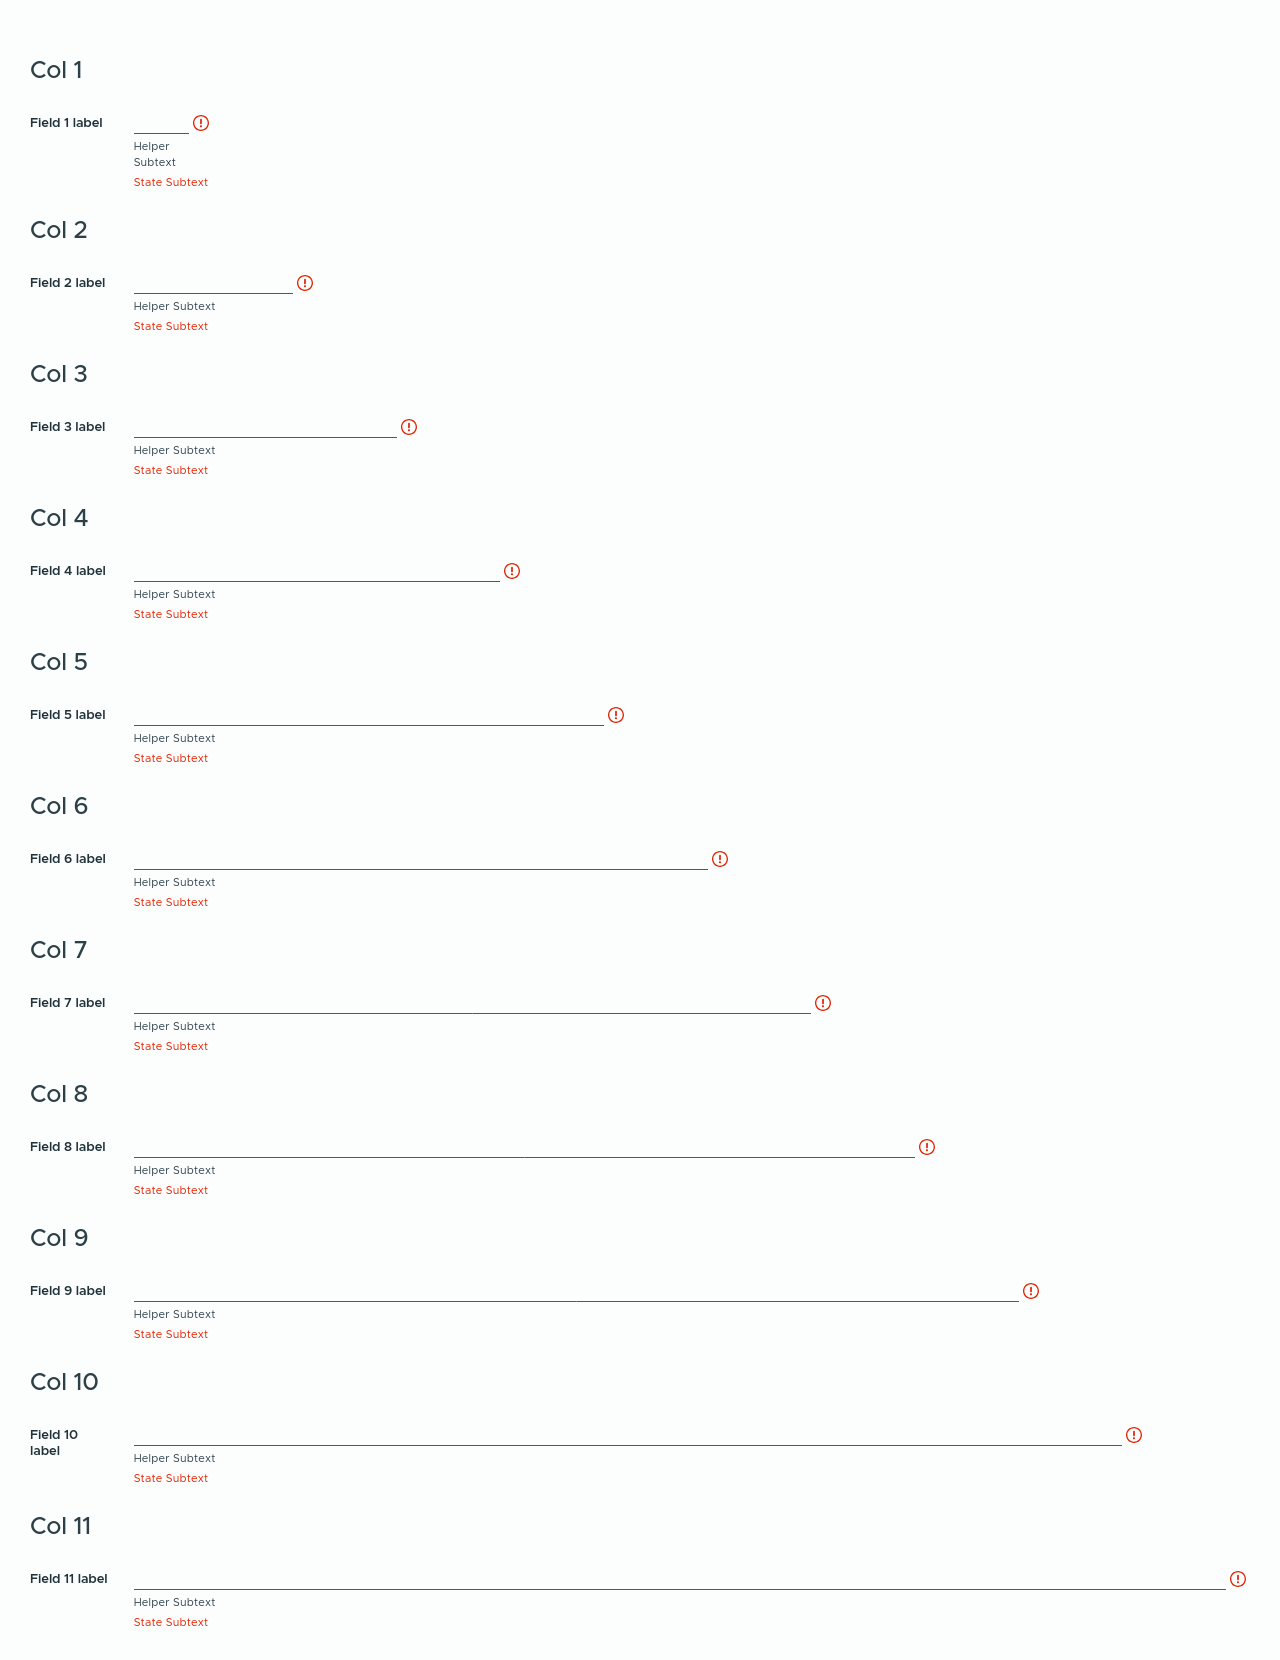 Col 1
Field 1 label
Helper
Subtext
State Subtext
Col 2
Field 2 label
Helper Subtext
State Subtext
Col 3
Field 3 label
Helper Subtext
State Subtext
Col 4
Field 4 label
Helper Subtext
State Subtext
Col 5
Field 5 label
Helper Subtext
State Subtext
Col 6
Field 6 label
Helper Subtext
State Subtext
Col 7
Field 7 label
Helper Subtext
State Subtext
Col 8
Field 8 label
Helper Subtext
State Subtext
Col 9
Field 9 label
Helper Subtext
State Subtext
Col 10
Field 10
label
Helper Subtext
State Subtext
Col 11
Field 11 label
Helper Subtext
State Subtext